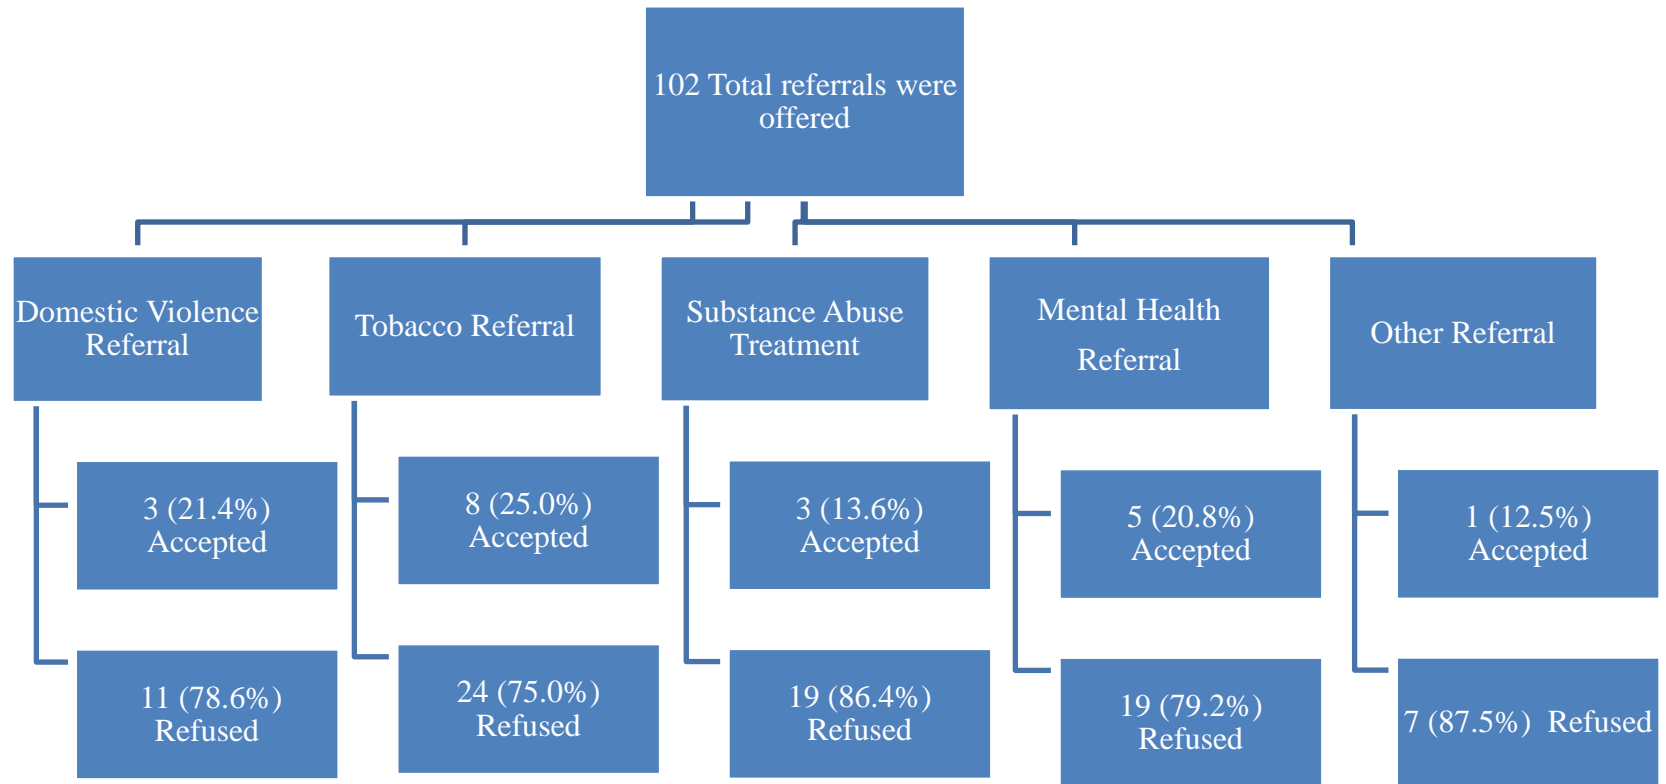 102 Total referrals were
offered
Domestic Violence
Referral
Tobacco Referral
Substance Abuse
Treatment
Mental Health
Referral
Other Referral
3 (21.4%)
Accepted
8 (25.0%)
Accepted
3 (13.6%)
Accepted
5 (20.8%)
Accepted
1 (12.5%)
Accepted
11 (78.6%)
Refused
24 (75.0%)
Refused
19 (86.4%)
Refused
19 (79.2%)
Refused
7 (87.5%)  Refused